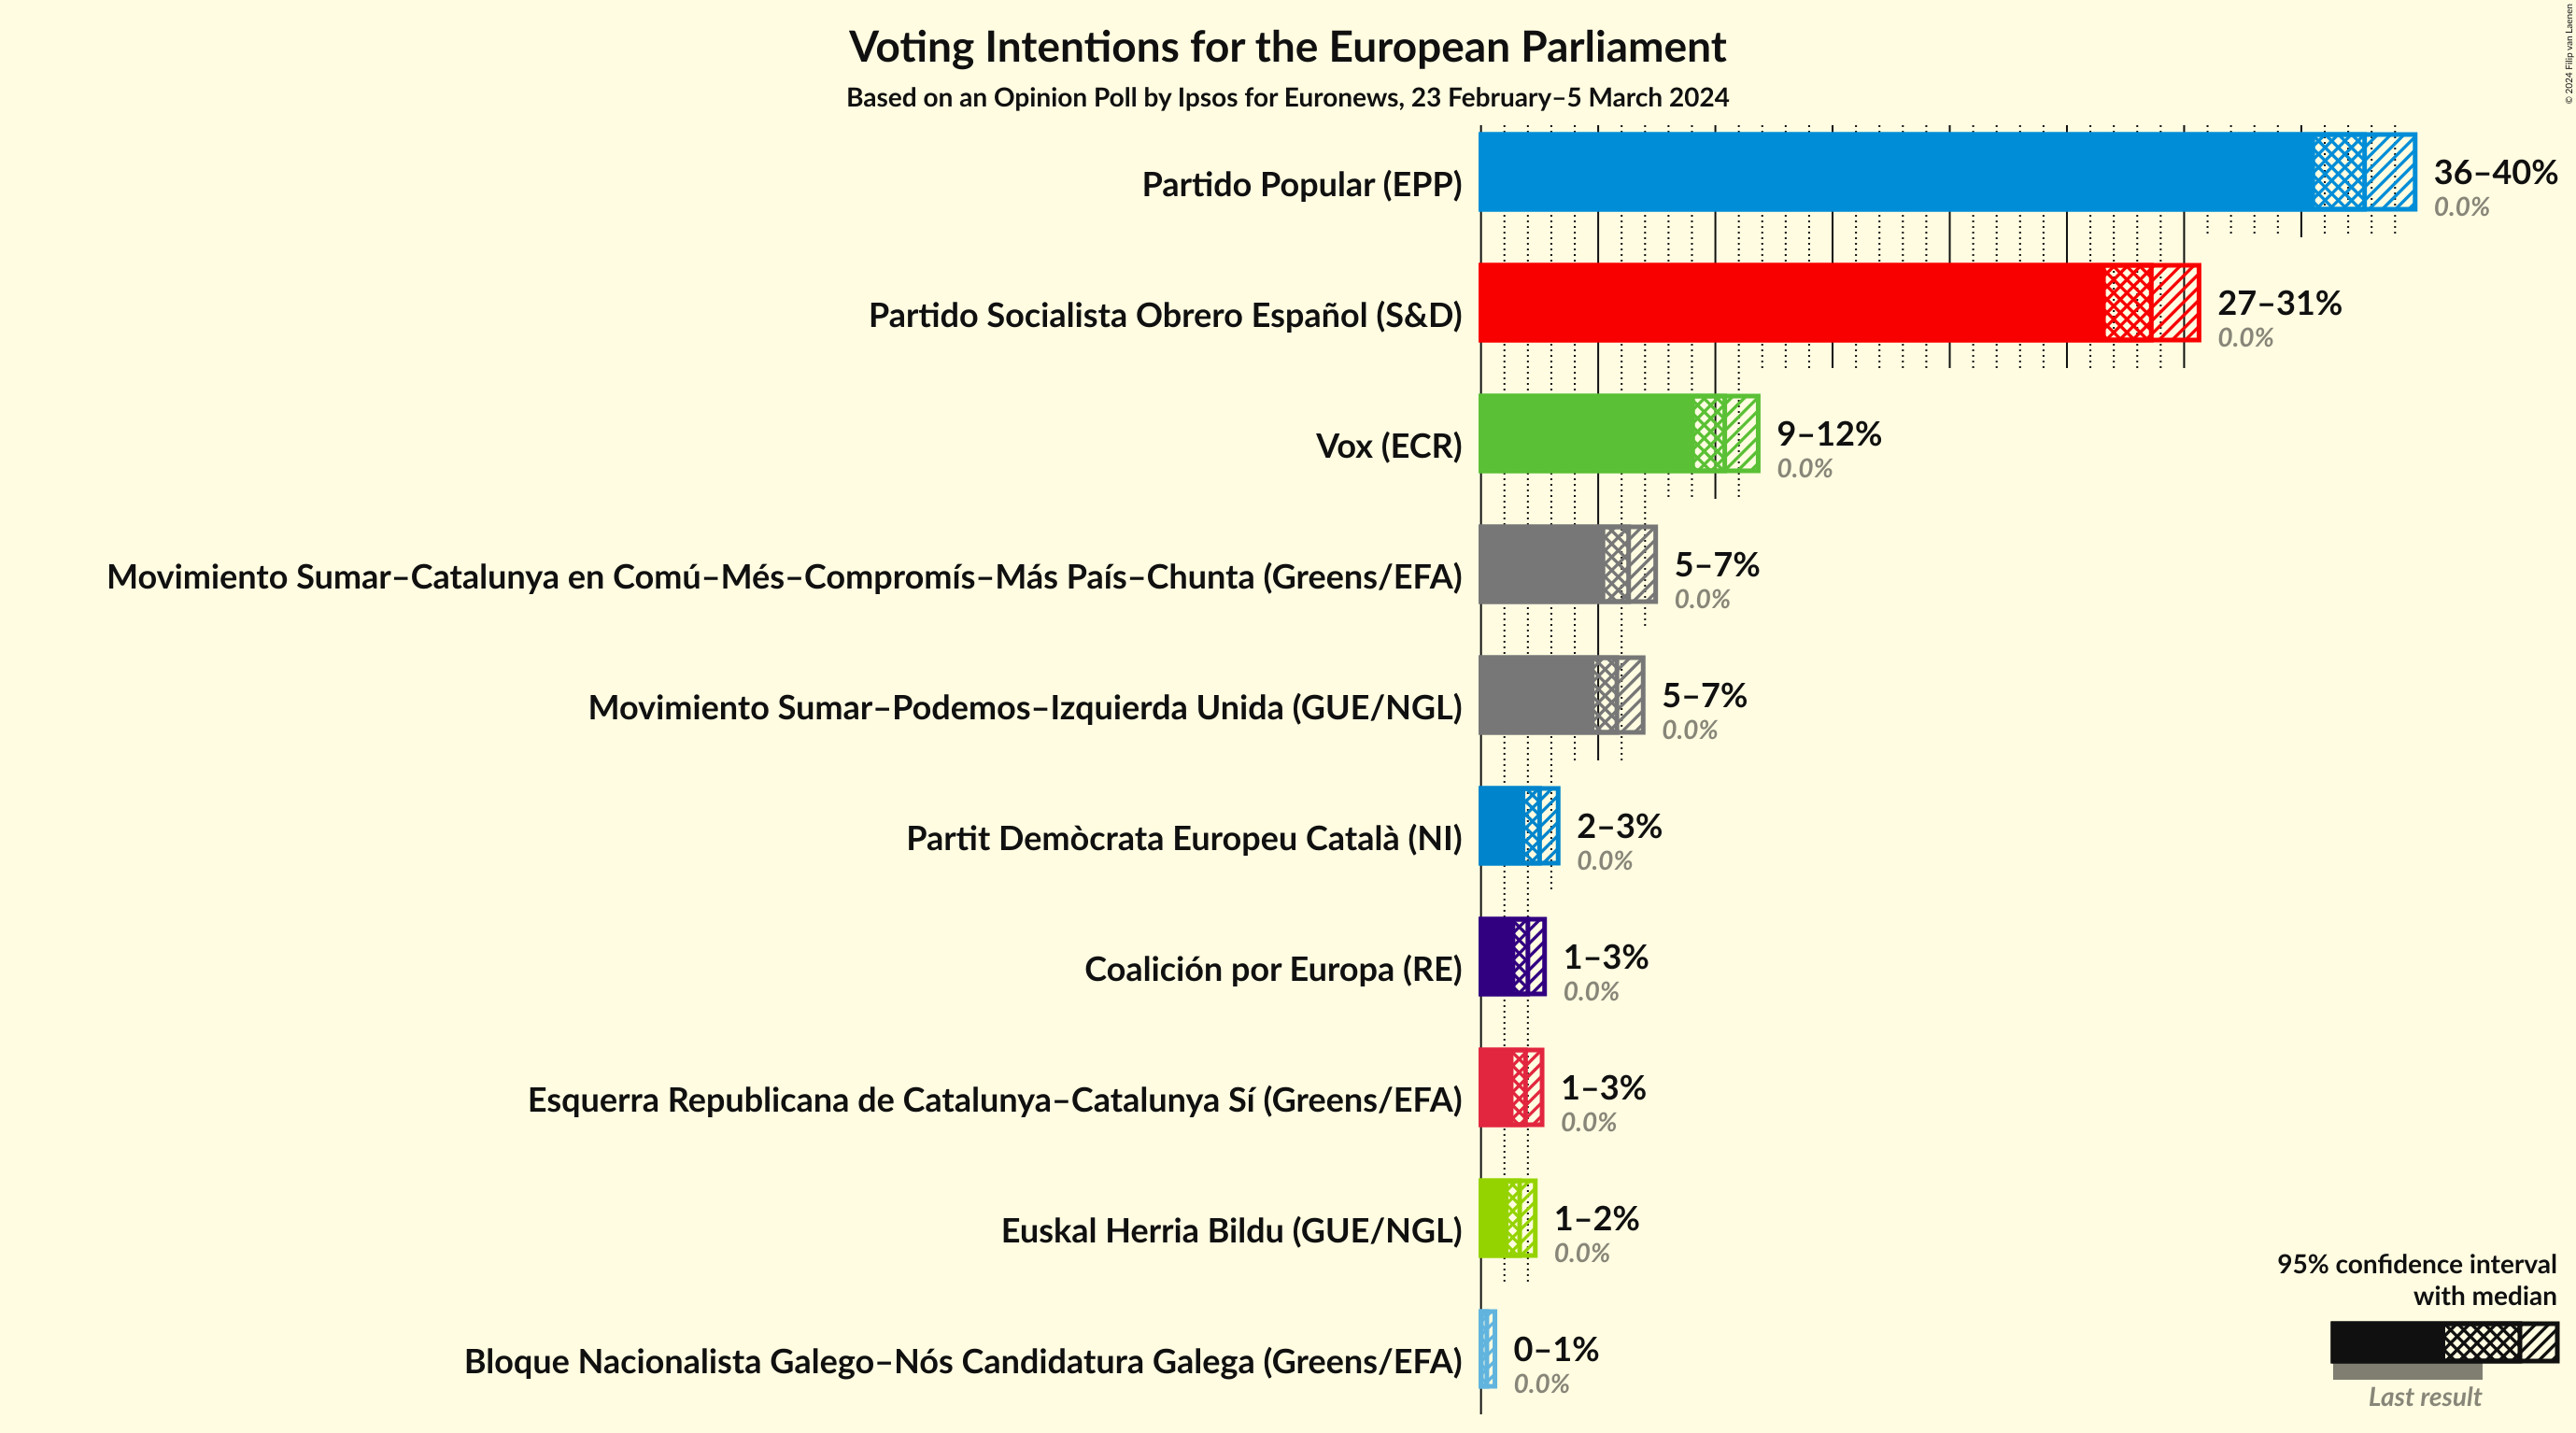 Voting Intentions for the European Parliament
Based on an Opinion Poll by Ipsos for Euronews, 23 February–5 March 2024
© 2024 Filip van Laenen
Partido Popular (EPP)
36–40%
0.0%
Partido Socialista Obrero Español (S&D)
27–31%
0.0%
Vox (ECR)
9–12%
0.0%
Movimiento Sumar–Catalunya en Comú–Més–Compromís–Más País–Chunta (Greens/EFA)
5–7%
0.0%
Movimiento Sumar–Podemos–Izquierda Unida (GUE/NGL)
5–7%
0.0%
Partit Demòcrata Europeu Català (NI)
2–3%
0.0%
Coalición por Europa (RE)
1–3%
0.0%
Esquerra Republicana de Catalunya–Catalunya Sí (Greens/EFA)
1–3%
0.0%
Euskal Herria Bildu (GUE/NGL)
1–2%
0.0%
Bloque Nacionalista Galego–Nós Candidatura Galega (Greens/EFA)
0–1%
0.0%
95% confidence interval
with median
Last result